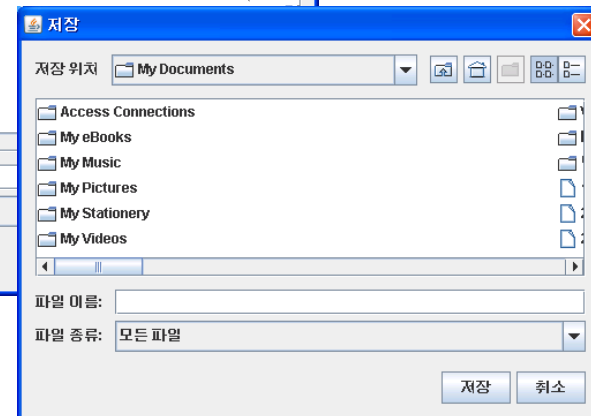 저장
저장 위치 My Documents
Access Connections
My eBooks
My Music
My Pictures
My Stationery
My Videos
파일 이름:
파일 종류: 모든 파일
저장 취소